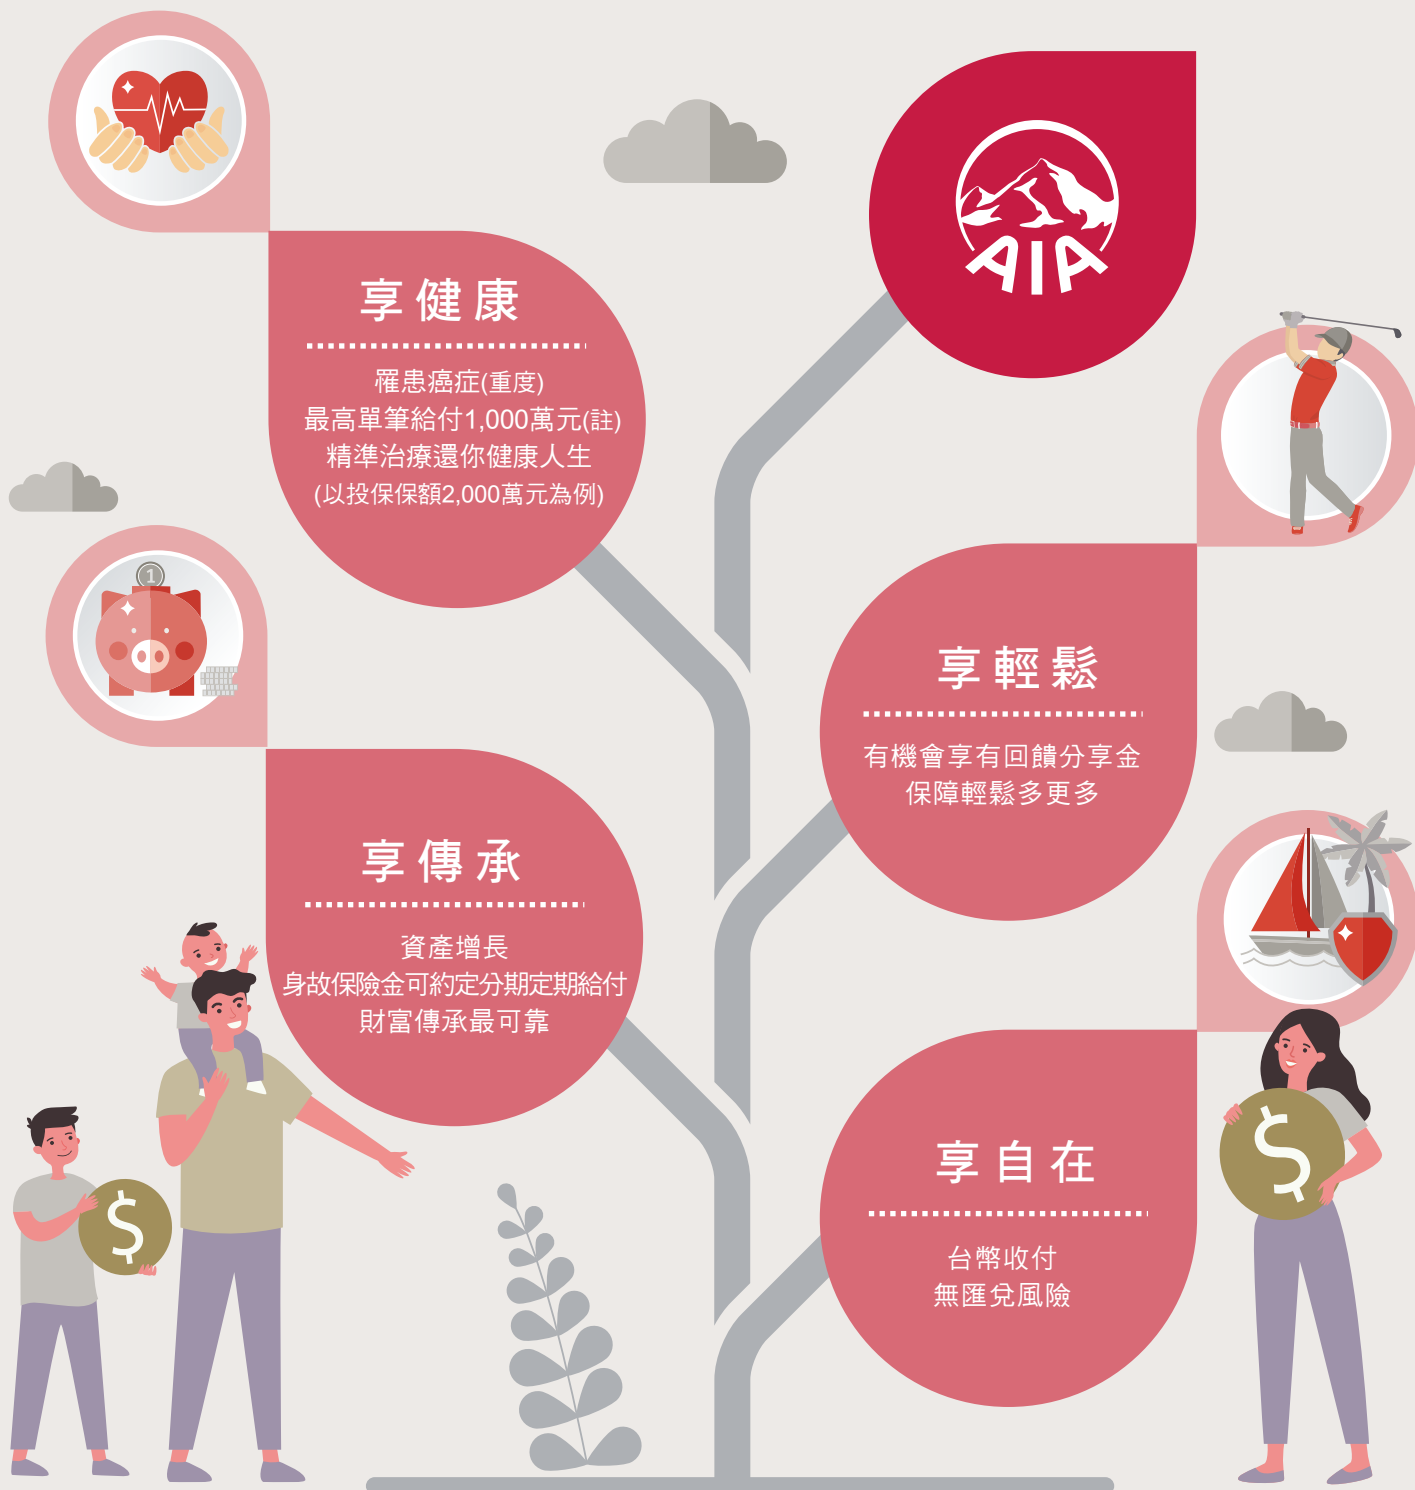 AIA
享健康
罹患癌症(重度)
最高單筆給付1,000萬元(註)
精準治療還你健康人生
(以投保保額2,000萬元為例)
1
享輕鬆
有機會享有回饋分享金
保障輕鬆多更多
享傳承
資產增長
身故保險金可約定分期定期給付
財富傳承最可靠
$
$
享自在
台幣收付
無匯兌風險